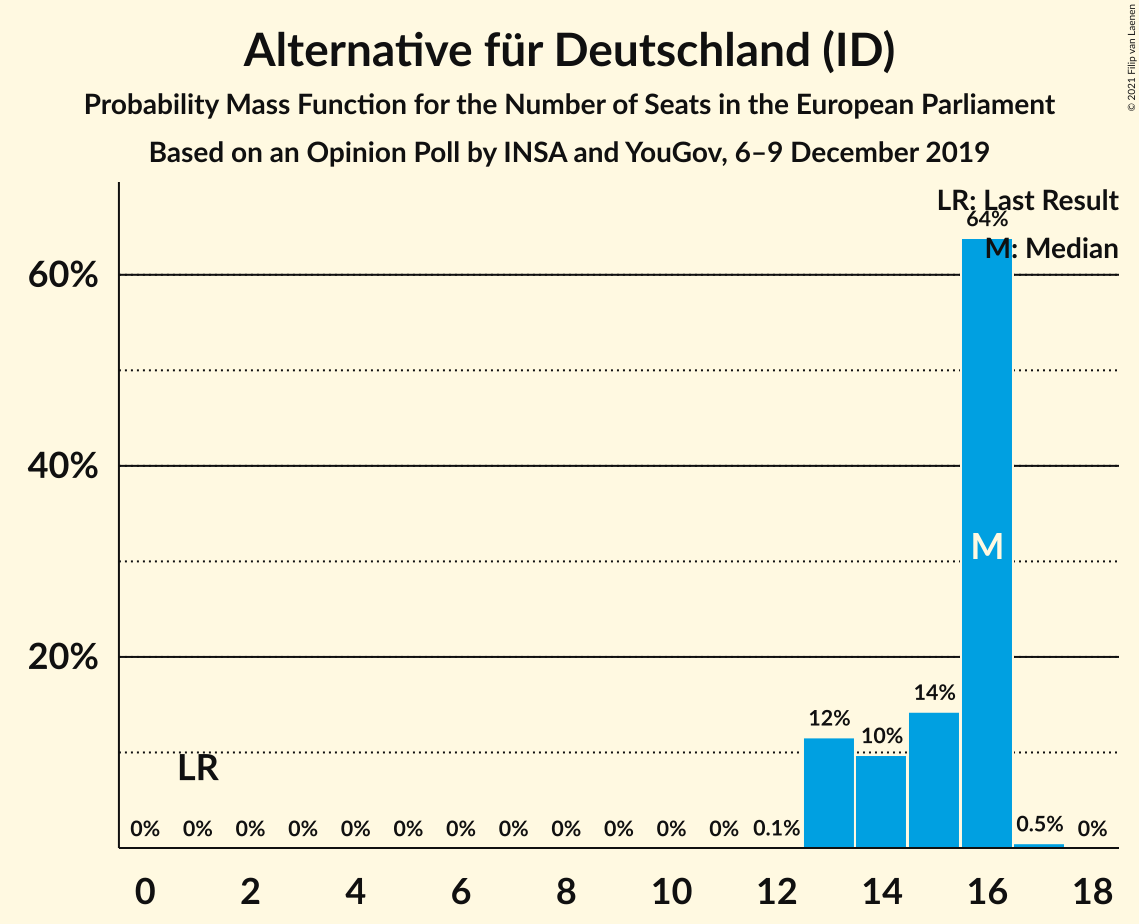 Alternative für Deutschland (ID)
Probability Mass Function for the Number of Seats in the European Parliament
Based on an Opinion Poll by INSA and YouGov, 6–9 December 2019
© 2021 Filip van Laenen
LR: Last Result
M: Median
60%
40%
20%
LR
M
0% 0% 0% 0% 0% 0% 0% 0% 0% 0% 0% 0% 0.1% 12% 10% 14% 64% 0.5% 0%
0 2 4 6 8 10 12 14 16 18